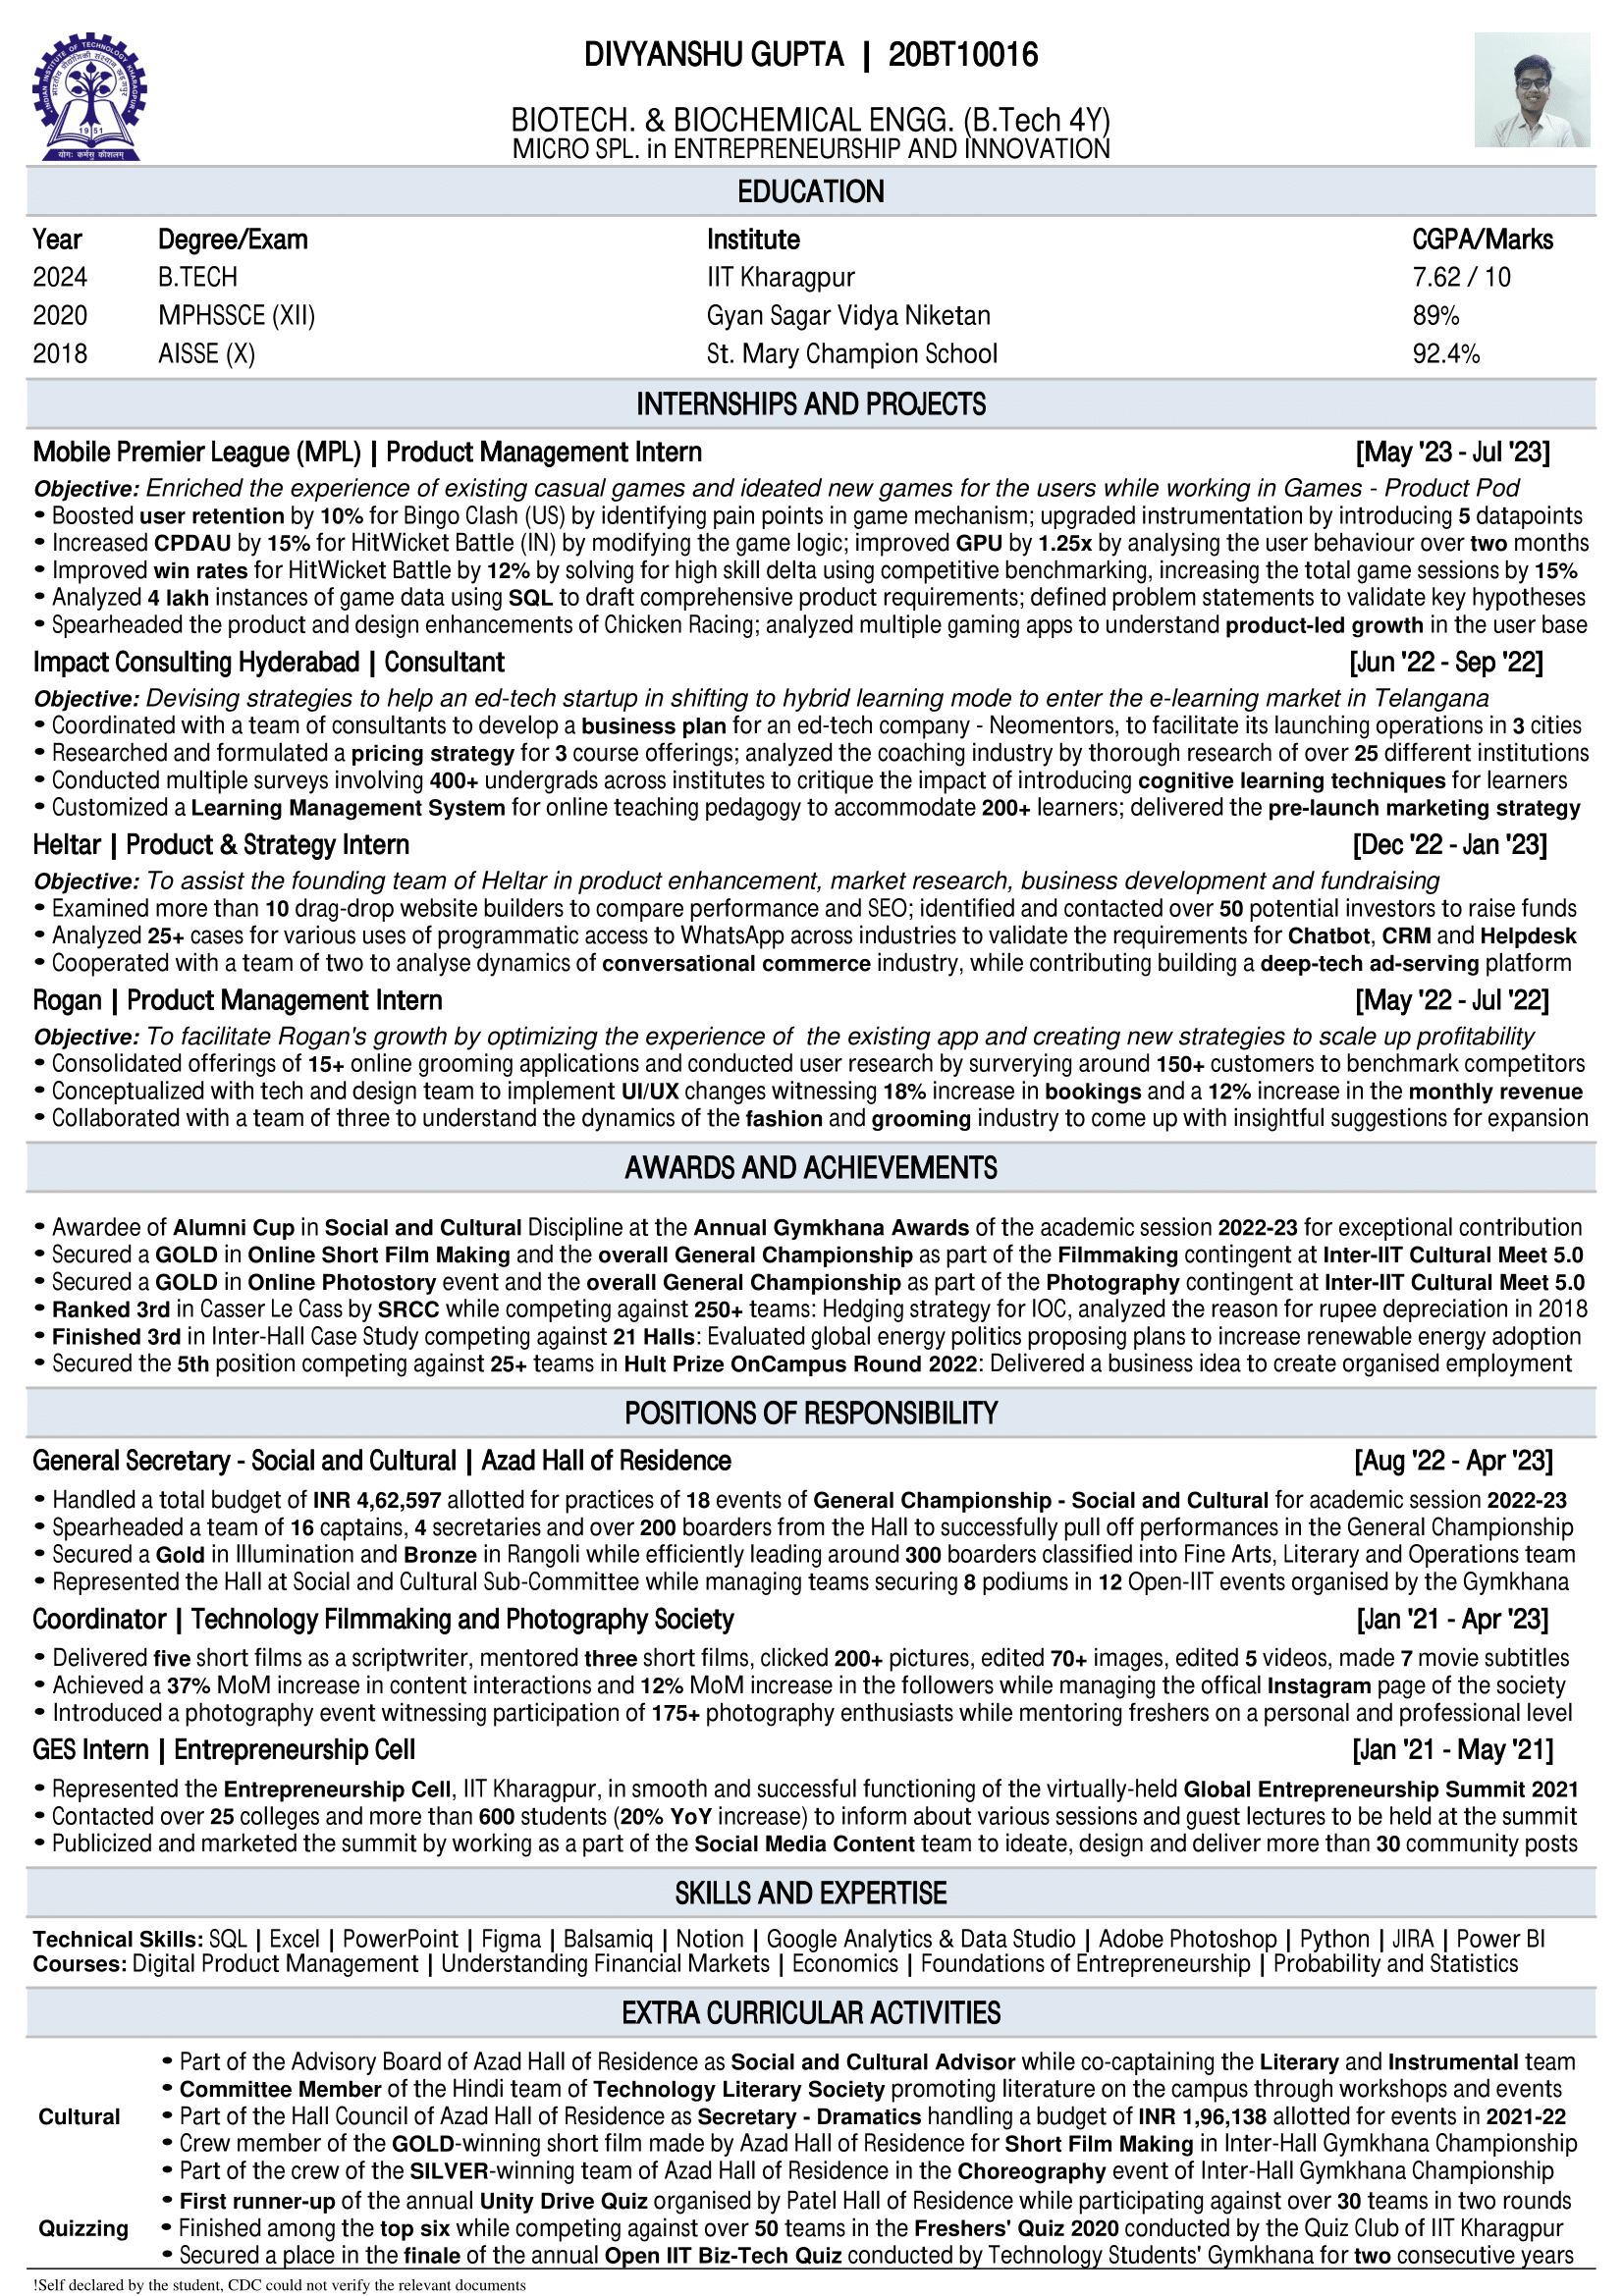 INDIAN INSTITUTE OF TECHNOLOGY KHARAGPUR
भारतीय प्रौद्योगिकी संस्थान खड़गपुर
1951
योगः कर्मसु कौशलम्
DIVYANSHU GUPTA | 20BT10016
BIOTECH. & BIOCHEMICAL ENGG. (B.Tech 4Y)
MICRO SPL. in ENTREPRENEURSHIP AND INNOVATION
EDUCATION
Year Degree/Exam Institute CGPA/Marks
2024 B.TECH IIT Kharagpur 7.62 / 10
2020 MPHSSCE (XII) Gyan Sagar Vidya Niketan 89%
2018 AISSE (X) St. Mary Champion School 92.4%
INTERNSHIPS AND PROJECTS
Mobile Premier League (MPL) | Product Management Intern [May '23 - Jul '23]
Objective: Enriched the experience of existing casual games and ideated new games for the users while working in Games - Product Pod
• Boosted user retention by 10% for Bingo Clash (US) by identifying pain points in game mechanism; upgraded instrumentation by introducing 5 datapoints
• Increased CPDAU by 15% for HitWicket Battle (IN) by modifying the game logic; improved GPU by 1.25x by analysing the user behaviour over two months
• Improved win rates for HitWicket Battle by 12% by solving for high skill delta using competitive benchmarking, increasing the total game sessions by 15%
• Analyzed 4 lakh instances of game data using SQL to draft comprehensive product requirements; defined problem statements to validate key hypotheses
• Spearheaded the product and design enhancements of Chicken Racing; analyzed multiple gaming apps to understand product-led growth in the user base
Impact Consulting Hyderabad | Consultant [Jun '22 - Sep '22]
Objective: Devising strategies to help an ed-tech startup in shifting to hybrid learning mode to enter the e-learning market in Telangana
• Coordinated with a team of consultants to develop a business plan for an ed-tech company - Neomentors, to facilitate its launching operations in 3 cities
• Researched and formulated a pricing strategy for 3 course offerings; analyzed the coaching industry by thorough research of over 25 different institutions
• Conducted multiple surveys involving 400+ undergrads across institutes to critique the impact of introducing cognitive learning techniques for learners
• Customized a Learning Management System for online teaching pedagogy to accommodate 200+ learners; delivered the pre-launch marketing strategy
Heltar | Product & Strategy Intern [Dec '22 - Jan '23]
Objective: To assist the founding team of Heltar in product enhancement, market research, business development and fundraising
• Examined more than 10 drag-drop website builders to compare performance and SEO; identified and contacted over 50 potential investors to raise funds
• Analyzed 25+ cases for various uses of programmatic access to WhatsApp across industries to validate the requirements for Chatbot, CRM and Helpdesk
• Cooperated with a team of two to analyse dynamics of conversational commerce industry, while contributing building a deep-tech ad-serving platform
Rogan | Product Management Intern [May '22 - Jul '22]
Objective: To facilitate Rogan's growth by optimizing the experience of the existing app and creating new strategies to scale up profitability
• Consolidated offerings of 15+ online grooming applications and conducted user research by surverying around 150+ customers to benchmark competitors
• Conceptualized with tech and design team to implement UI/UX changes witnessing 18% increase in bookings and a 12% increase in the monthly revenue
• Collaborated with a team of three to understand the dynamics of the fashion and grooming industry to come up with insightful suggestions for expansion
AWARDS AND ACHIEVEMENTS
• Awardee of Alumni Cup in Social and Cultural Discipline at the Annual Gymkhana Awards of the academic session 2022-23 for exceptional contribution
• Secured a GOLD in Online Short Film Making and the overall General Championship as part of the Filmmaking contingent at Inter-IIT Cultural Meet 5.0
• Secured a GOLD in Online Photostory event and the overall General Championship as part of the Photography contingent at Inter-IIT Cultural Meet 5.0
• Ranked 3rd in Casser Le Cass by SRCC while competing against 250+ teams: Hedging strategy for IOC, analyzed the reason for rupee depreciation in 2018
• Finished 3rd in Inter-Hall Case Study competing against 21 Halls: Evaluated global energy politics proposing plans to increase renewable energy adoption
• Secured the 5th position competing against 25+ teams in Hult Prize OnCampus Round 2022: Delivered a business idea to create organised employment
POSITIONS OF RESPONSIBILITY
General Secretary - Social and Cultural | Azad Hall of Residence [Aug '22 - Apr '23]
• Handled a total budget of INR 4,62,597 allotted for practices of 18 events of General Championship - Social and Cultural for academic session 2022-23
• Spearheaded a team of 16 captains, 4 secretaries and over 200 boarders from the Hall to successfully pull off performances in the General Championship
• Secured a Gold in Illumination and Bronze in Rangoli while efficiently leading around 300 boarders classified into Fine Arts, Literary and Operations team
• Represented the Hall at Social and Cultural Sub-Committee while managing teams securing 8 podiums in 12 Open-IIT events organised by the Gymkhana
Coordinator | Technology Filmmaking and Photography Society [Jan '21 - Apr '23]
• Delivered five short films as a scriptwriter, mentored three short films, clicked 200+ pictures, edited 70+ images, edited 5 videos, made 7 movie subtitles
• Achieved a 37% MoM increase in content interactions and 12% MoM increase in the followers while managing the offical Instagram page of the society
• Introduced a photography event witnessing participation of 175+ photography enthusiasts while mentoring freshers on a personal and professional level
GES Intern | Entrepreneurship Cell [Jan '21 - May '21]
• Represented the Entrepreneurship Cell, IIT Kharagpur, in smooth and successful functioning of the virtually-held Global Entrepreneurship Summit 2021
• Contacted over 25 colleges and more than 600 students (20% YoY increase) to inform about various sessions and guest lectures to be held at the summit
• Publicized and marketed the summit by working as a part of the Social Media Content team to ideate, design and deliver more than 30 community posts
SKILLS AND EXPERTISE
Technical Skills: SQL | Excel | PowerPoint | Figma | Balsamiq | Notion | Google Analytics & Data Studio | Adobe Photoshop | Python | JIRA | Power BI
Courses: Digital Product Management | Understanding Financial Markets | Economics | Foundations of Entrepreneurship | Probability and Statistics
EXTRA CURRICULAR ACTIVITIES
• Part of the Advisory Board of Azad Hall of Residence as Social and Cultural Advisor while co-captaining the Literary and Instrumental team
• Committee Member of the Hindi team of Technology Literary Society promoting literature on the campus through workshops and events
Cultural • Part of the Hall Council of Azad Hall of Residence as Secretary - Dramatics handling a budget of INR 1,96,138 allotted for events in 2021-22
• Crew member of the GOLD-winning short film made by Azad Hall of Residence for Short Film Making in Inter-Hall Gymkhana Championship
• Part of the crew of the SILVER-winning team of Azad Hall of Residence in the Choreography event of Inter-Hall Gymkhana Championship
• First runner-up of the annual Unity Drive Quiz organised by Patel Hall of Residence while participating against over 30 teams in two rounds
Quizzing • Finished among the top six while competing against over 50 teams in the Freshers' Quiz 2020 conducted by the Quiz Club of IIT Kharagpur
• Secured a place in the finale of the annual Open IIT Biz-Tech Quiz conducted by Technology Students' Gymkhana for two consecutive years
!Self declared by the student, CDC could not verify the relevant documents